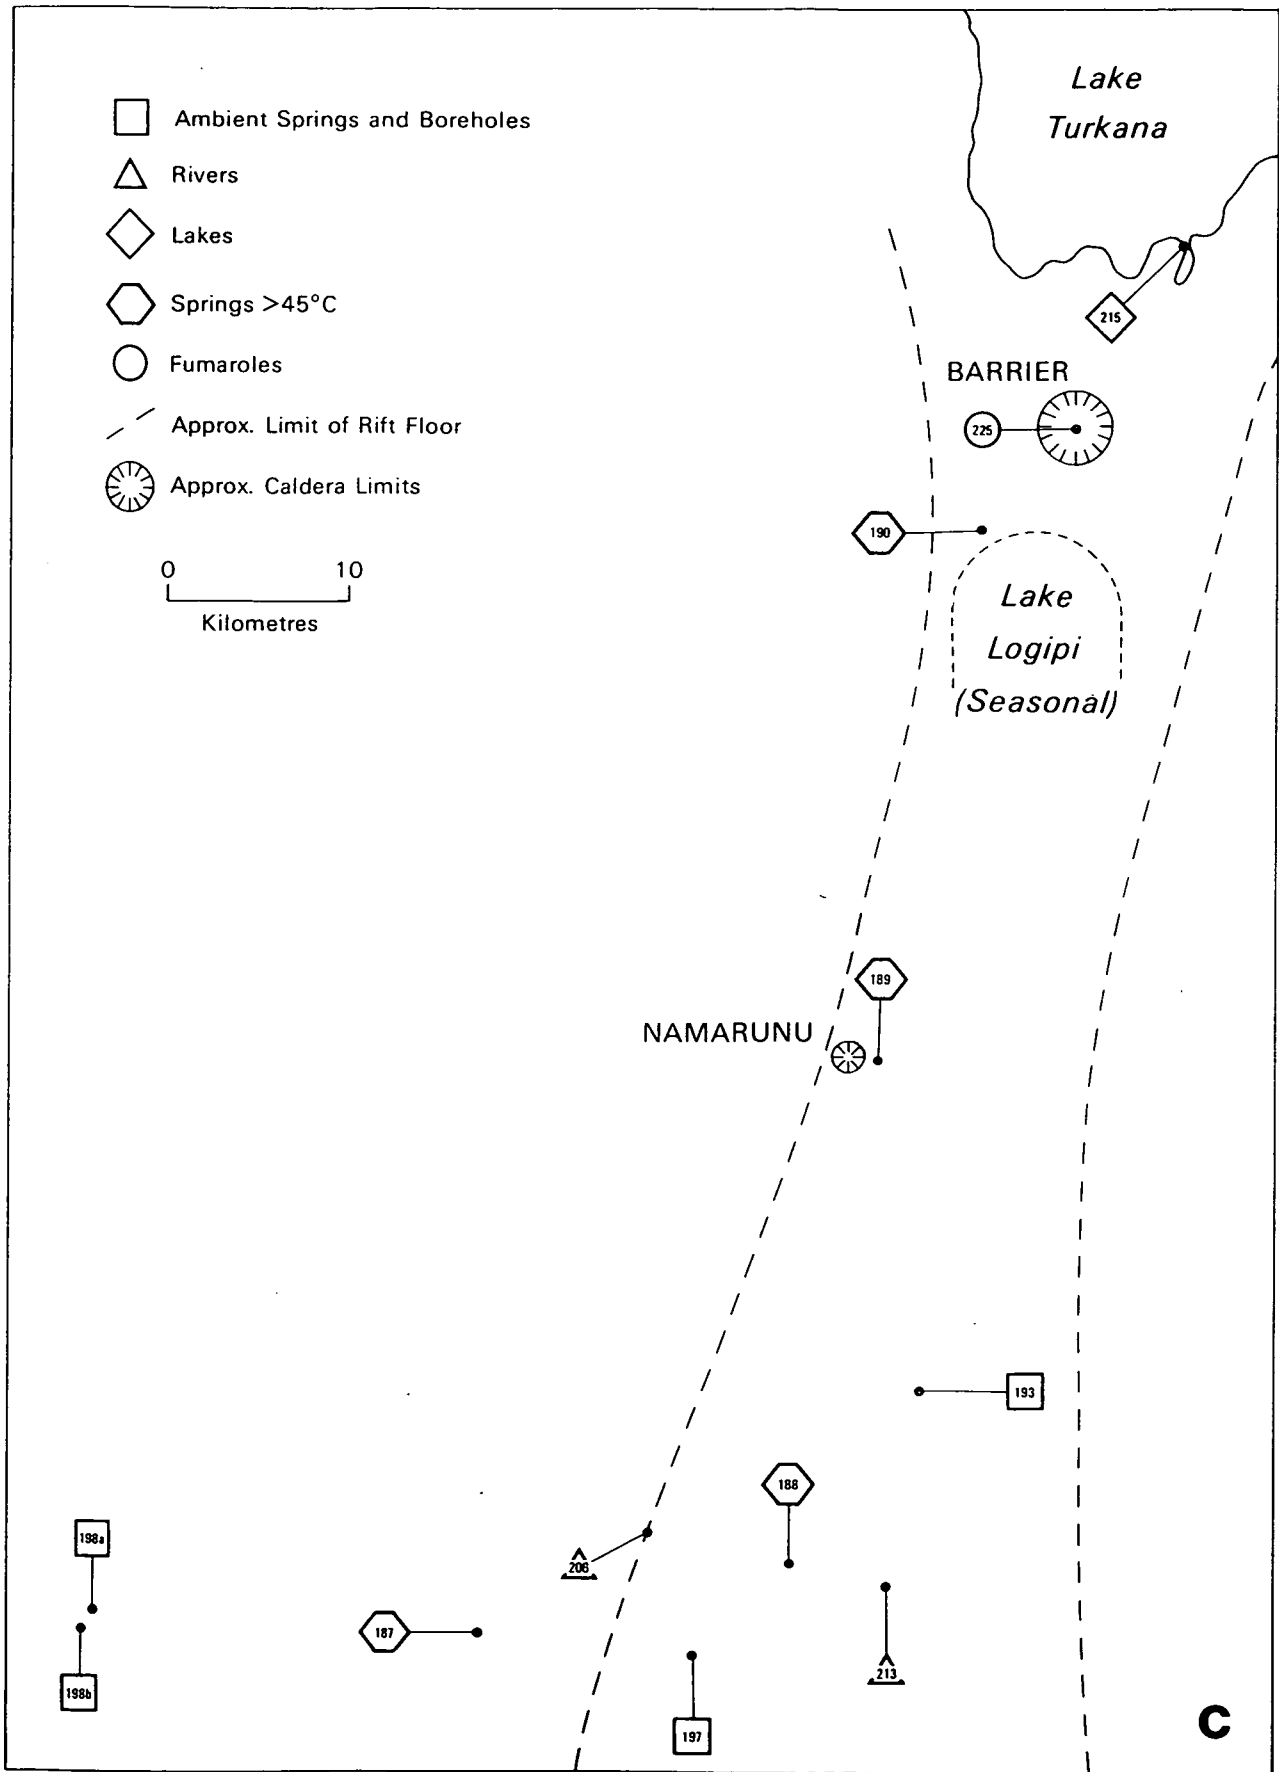 Lake
Turkana
Ambient Springs and Boreholes
Rivers
Lakes
Springs >45°C
Fumaroles
Approx. Limit of Rift Floor
Approx. Caldera Limits
0 10
Kilometres
215
BARRIER
225
190
Lake
Logipi
(Seasonal)
189
NAMARUNU
193
188
198a
206
187
198b
213
197
C